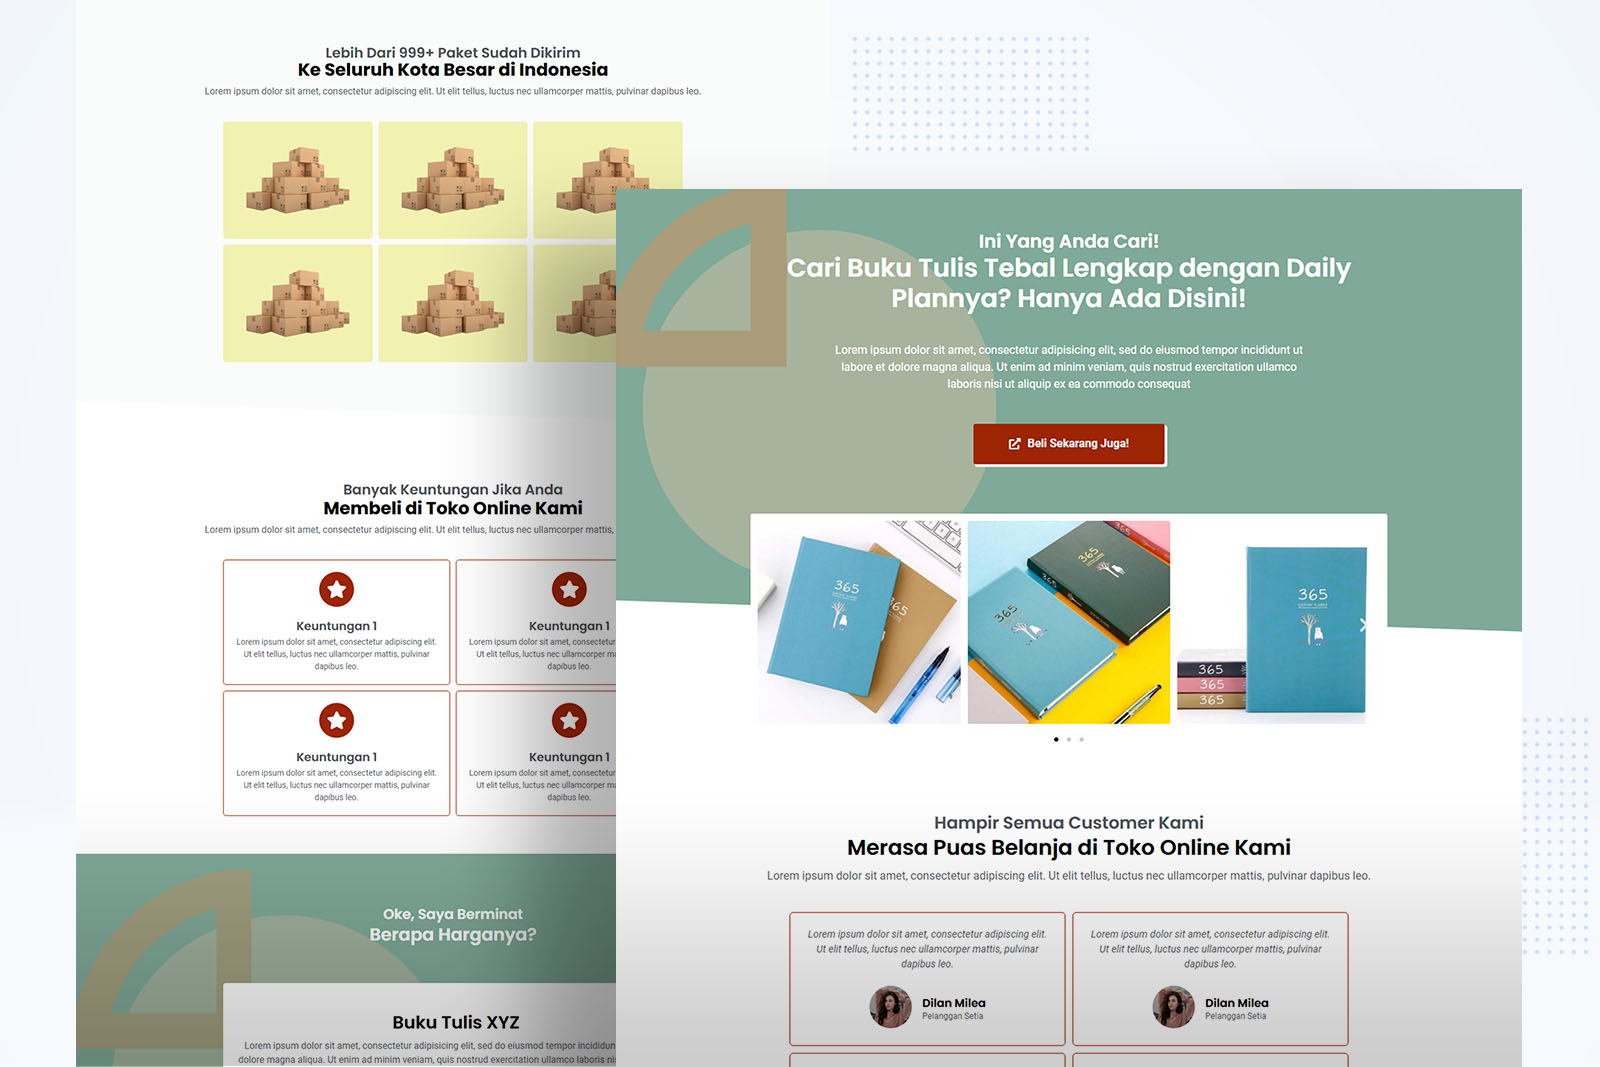 Lebih Dari 999+ Paket Sudah Dikirim
Ke Seluruh Kota Besar di Indonesia
Lorem ipsum dolor sit amet, consectetur adipiscing elit. Ut elit tellus, luctus nec ullamcorper mattis, pulvinar dapibus leo.
Banyak Keuntungan Jika Anda
Membeli di Toko Online Kami
Lorem ipsum dolor sit amet, consectetur adipiscing elit. Ut elit tellus, luctus nec ullamcorper mattis,
Keuntungan 1
Lorem ipsum dolor sit amet, consectetur adipiscing elit.
Ut elit tellus, luctus nec ullamcorper mattis, pulvinar
dapibus leo.
Keuntungan 1
Lorem ipsum dolor sit amet, consectetur
Ut elit tellus, luctus nec ullamcorper
dapibus leo.
Keuntungan 1
Lorem ipsum dolor sit amet, consectetur adipiscing elit.
Ut elit tellus, luctus nec ullamcorper mattis, pulvinar
dapibus leo.
Keuntungan 1
Lorem ipsum dolor sit amet, consectetur
Ut elit tellus, luctus nec ullamcorper
dapibus leo.
Oke, Saya Berminat
Berapa Harganya?
Buku Tulis XYZ
Lorem ipsum dolor sit amet, consectetur adipisicing elit, sed do eiusmod tempor incididunt
dolore magna aliqua. Ut enim ad minim veniam, quis nostrud exercitation ullamco laboris
Ini Yang Anda Cari!
Cari Buku Tulis Tebal Lengkap dengan Daily
Plannya? Hanya Ada Disini!
Lorem ipsum dolor sit amet, consectetur adipisicing elit, sed do eiusmod tempor incididunt ut
labore et dolore magna aliqua. Ut enim ad minim veniam, quis nostrud exercitation ullamco
laboris nisi ut aliquip ex ea commodo consequat
Beli Sekarang Juga!
365
365
365
365
365
365
365
365
Hampir Semua Customer Kami
Merasa Puas Belanja di Toko Online Kami
Lorem ipsum dolor sit amet, consectetur adipiscing elit. Ut elit tellus, luctus nec ullamcorper mattis, pulvinar dapibus leo.
Lorem ipsum dolor sit amet, consectetur adipiscing elit.
Ut elit tellus, luctus nec ullamcorper mattis, pulvinar
dapibus leo.
Dilan Milea
Pelanggan Setia
Lorem ipsum dolor sit amet, consectetur adipiscing elit.
Ut elit tellus, luctus nec ullamcorper mattis, pulvinar
dapibus leo.
Dilan Milea
Pelanggan Setia